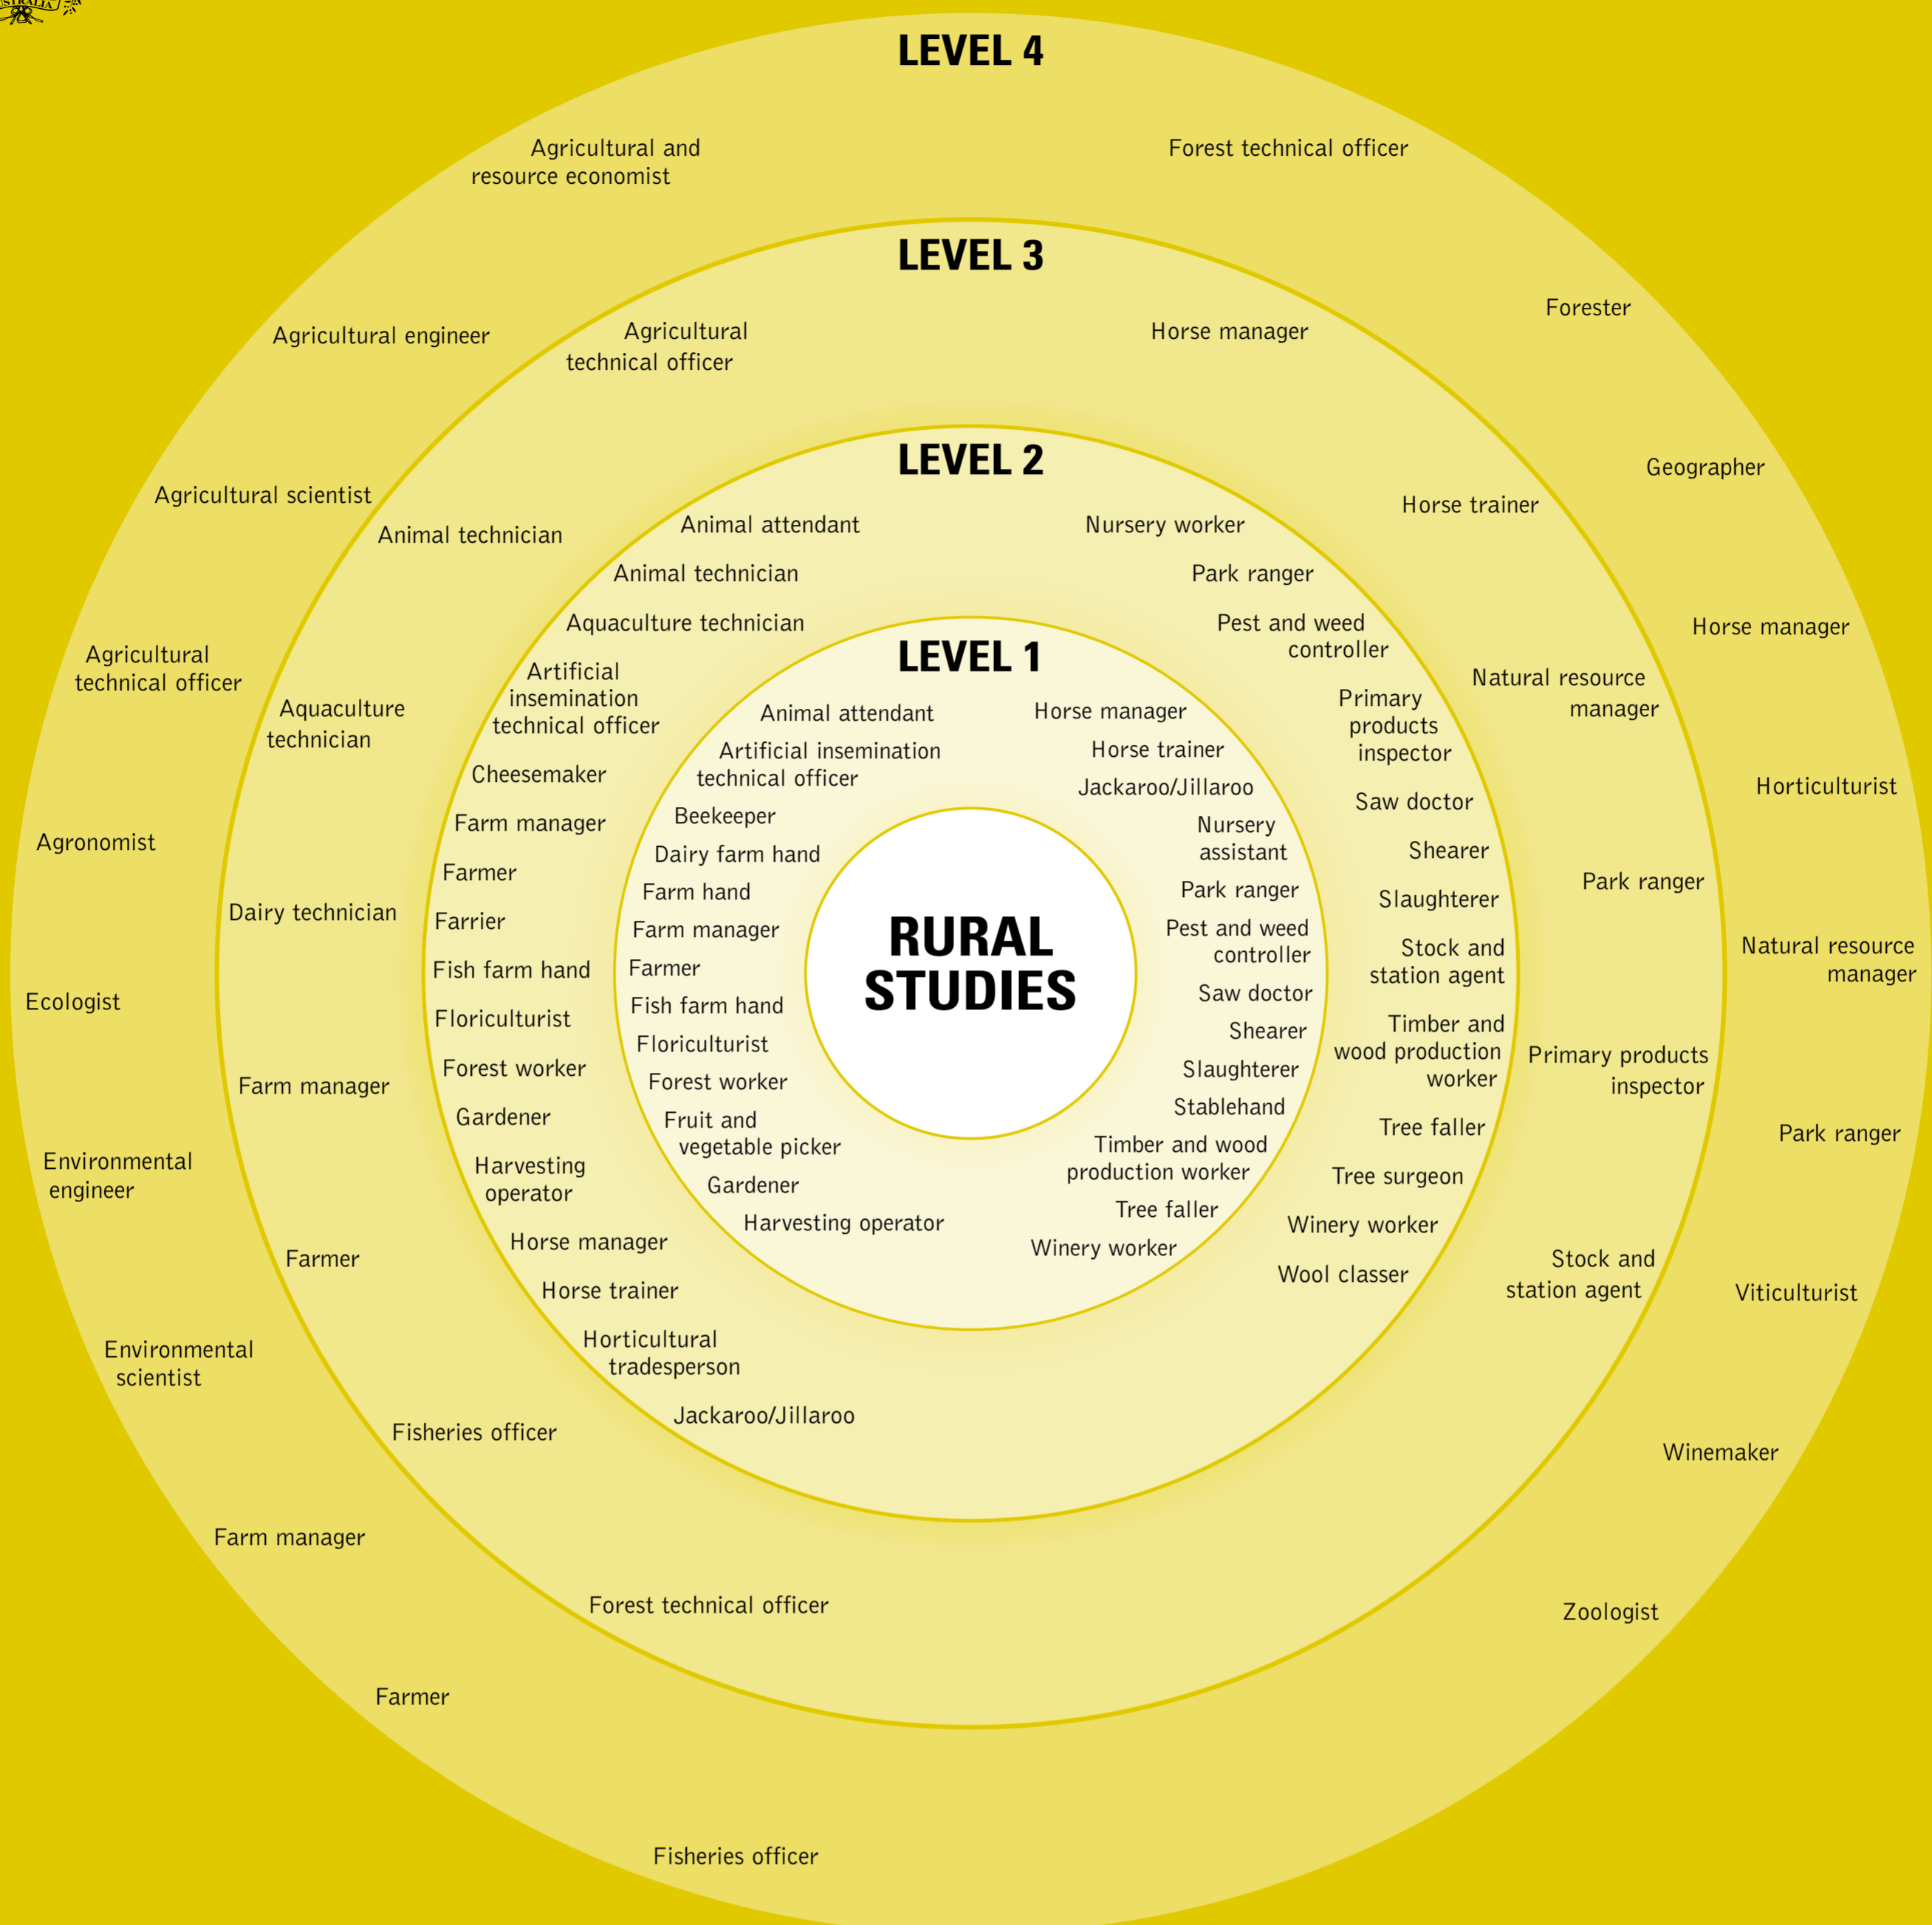 AUSTRALIA
LEVEL 4
Agricultural and
resource economist
Agricultural engineer
Agricultural scientist
Agricultural
technical officer
Agronomist
Ecologist
Environmental
engineer
Environmental
scientist
Farm manager
Farmer
Fisheries officer
Forest technical officer
Forester
Geographer
Horse manager
Horticulturist
Natural resource
manager
Park ranger
Viticulturist
Winemaker
Zoologist
LEVEL 3
Agricultural
technical officer
Animal technician
Aquaculture
technician
Dairy technician
Farm manager
Farmer
Fisheries officer
Forest technical officer
Horse manager
Horse trainer
Natural resource
manager
Park ranger
Primary products
inspector
Stock and
station agent
LEVEL 2
Animal attendant
Animal technician
Aquaculture technician
Artificial
insemination
technical officer
Cheesemaker
Farm manager
Farmer
Farrier
Fish farm hand
Floriculturist
Forest worker
Gardener
Harvesting
operator
Horse manager
Horse trainer
Horticultural
tradesperson
Jackaroo/Jillaroo
Nursery worker
Park ranger
Pest and weed
controller
Primary
products
inspector
Saw doctor
Shearer
Slaughterer
Stock and
station agent
Timber and
wood production
worker
Tree faller
Tree surgeon
Winery worker
Wool classer
LEVEL 1
Animal attendant
Artificial insemination
technical officer
Beekeeper
Dairy farm hand
Farm hand
Farm manager
Farmer
Fish farm hand
Floriculturist
Forest worker
Fruit and
vegetable picker
Gardener
Harvesting operator
Horse manager
Horse trainer
Jackaroo/Jillaroo
Nursery
assistant
Park ranger
Pest and weed
controller
Saw doctor
Shearer
Slaughterer
Stablehand
Timber and wood
production worker
Tree faller
Winery worker
RURAL
STUDIES